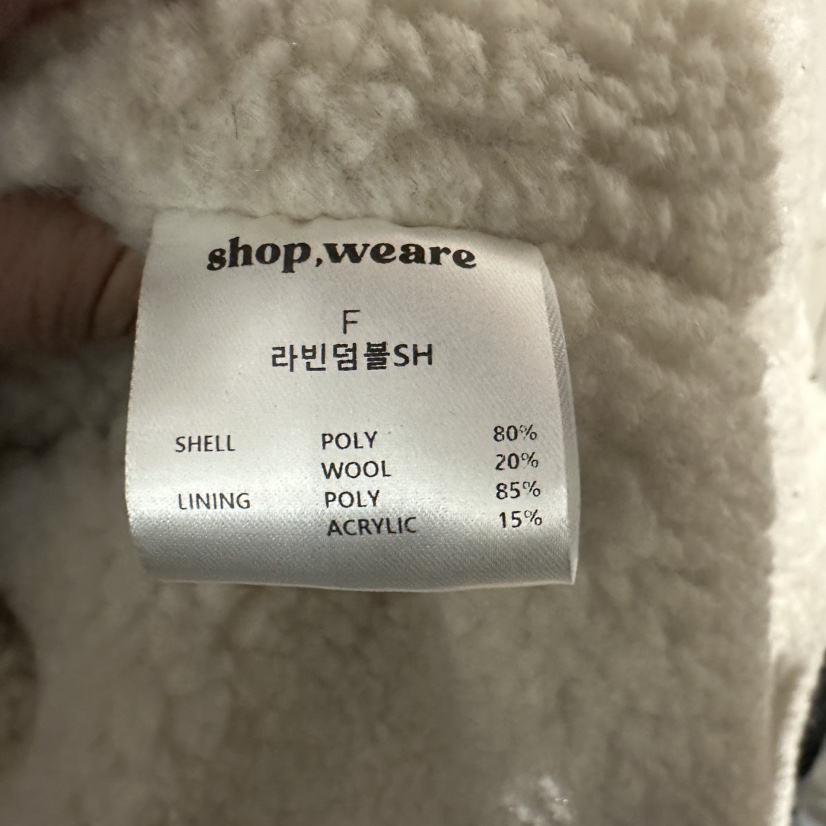 shop,weare
F
라빈덤블SH
SHELL POLY 80%
WOOL 20%
LINING POLY 85%
ACRYLIC 15%